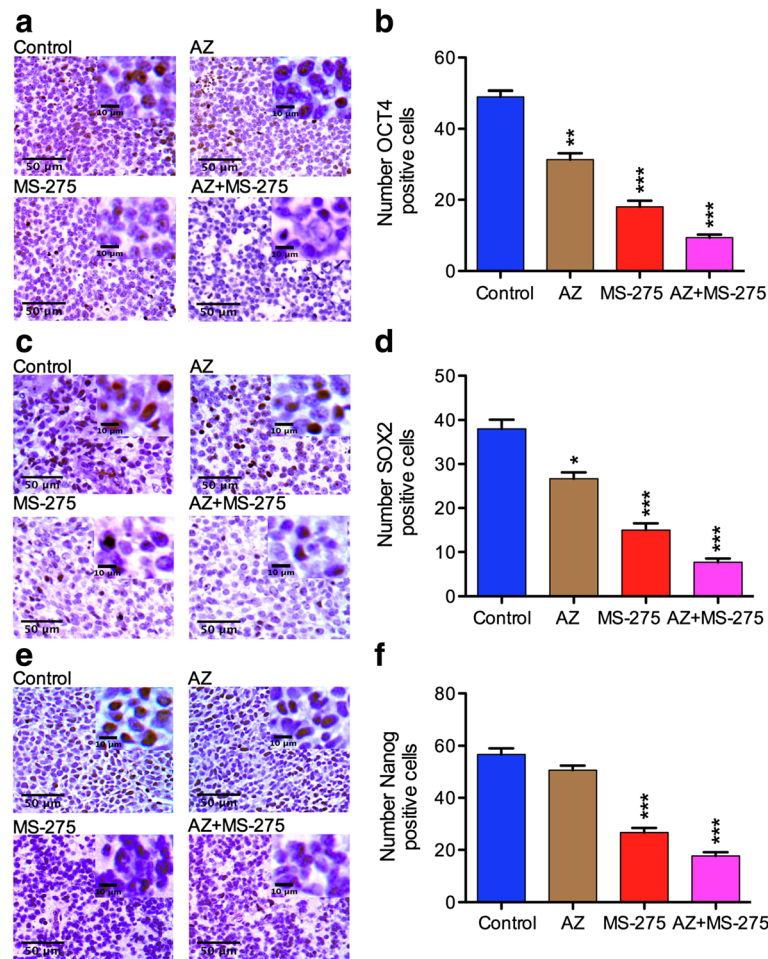 a
Control AZ
10 µm 10 µm
50 µm 50 µm
MS-275 AZ+MS-275
10 µm 10 µm
50 µm 50 µm
b
Number OCT4
positive cells
60
40
20
0
**
***
***
Control AZ MS-275 AZ+MS-275
c
Control AZ
10 µm 10 µm
50 µm 50 µm
MS-275 AZ+MS-275
10 µm 10 µm
50 µm 50 µm
d
Number SOX2
positive cells
50
40
30
20
10
0
*
***
***
Control AZ MS-275 AZ+MS-275
e
Control AZ
10 µm 10 µm
50 µm 50 µm
MS-275 AZ+MS-275
10 µm 10 µm
50 µm 50 µm
f
Number Nanog
positive cells
80
60
40
20
0
***
***
Control AZ MS-275 AZ+MS-275